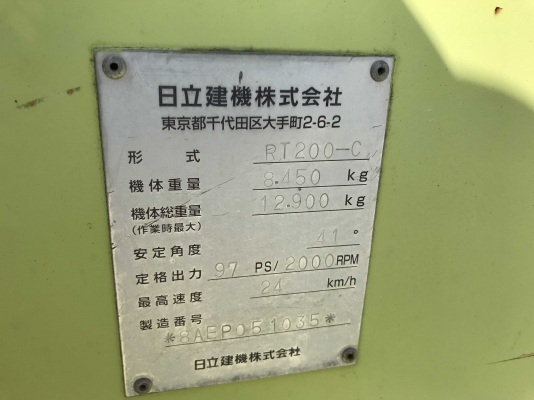 日立建機株式会社
東京都千代田区大手町2-6-2
形 式 RT200-C
機体重量 8.450 kg
機体総重量 12.900 kg
(作業時最大)
安定角度 41 °
定格出力 97 PS/2000RPM
最高速度 24 km/h
製造番号
*8AEP051035*
日立建機株式会社